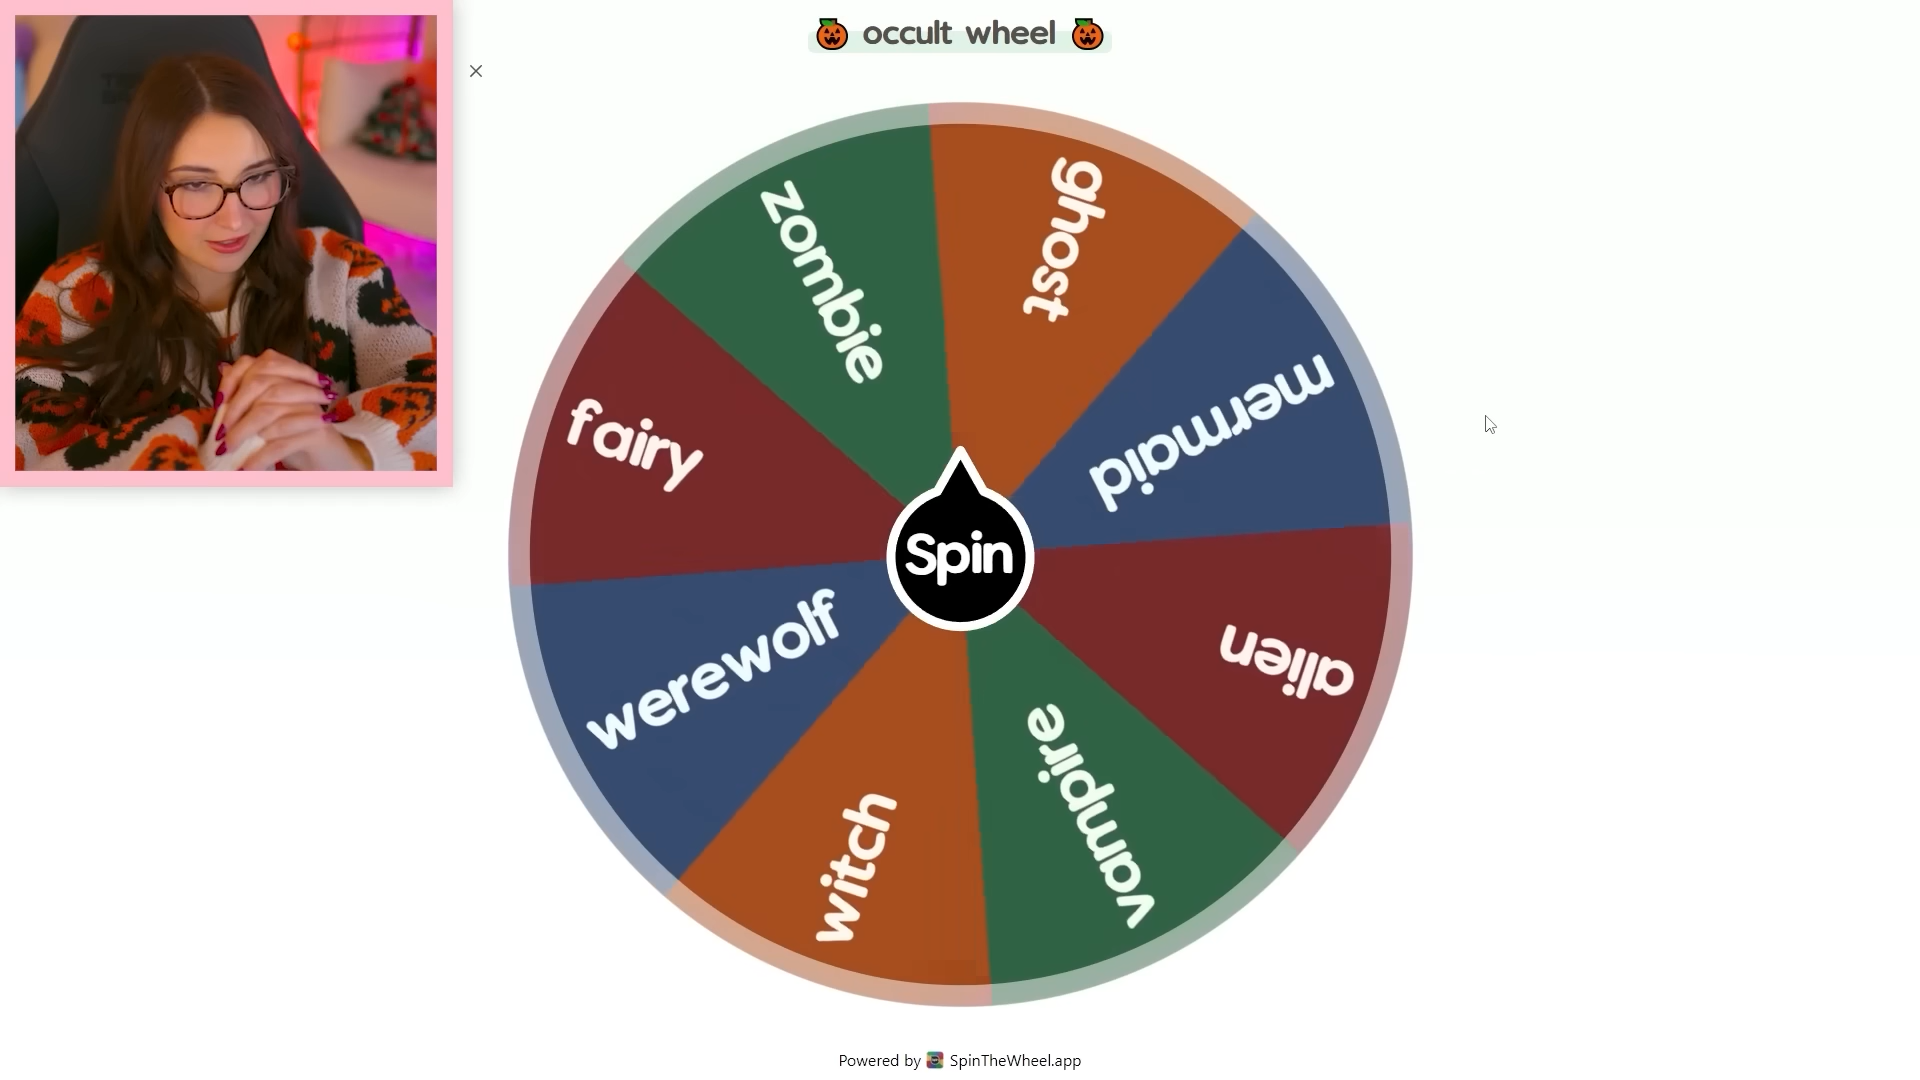 occult wheel
ghost
mermaid
alien
vampire
witch
werewolf
fairy
zombie
Spin
Powered by SpinTheWheel.app